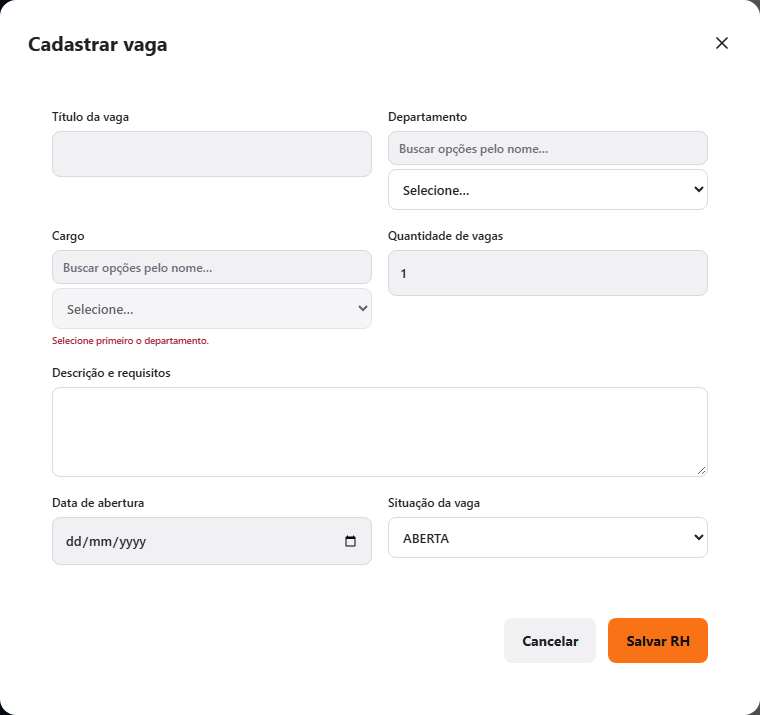 Cadastrar vaga
Título da vaga
Departamento
Buscar opções pelo nome...
Selecione...
Cargo
Buscar opções pelo nome...
Selecione...
Selecione primeiro o departamento.
Quantidade de vagas
1
Descrição e requisitos
Data de abertura
dd/mm/yyyy
Situação da vaga
ABERTA
Cancelar
Salvar RH